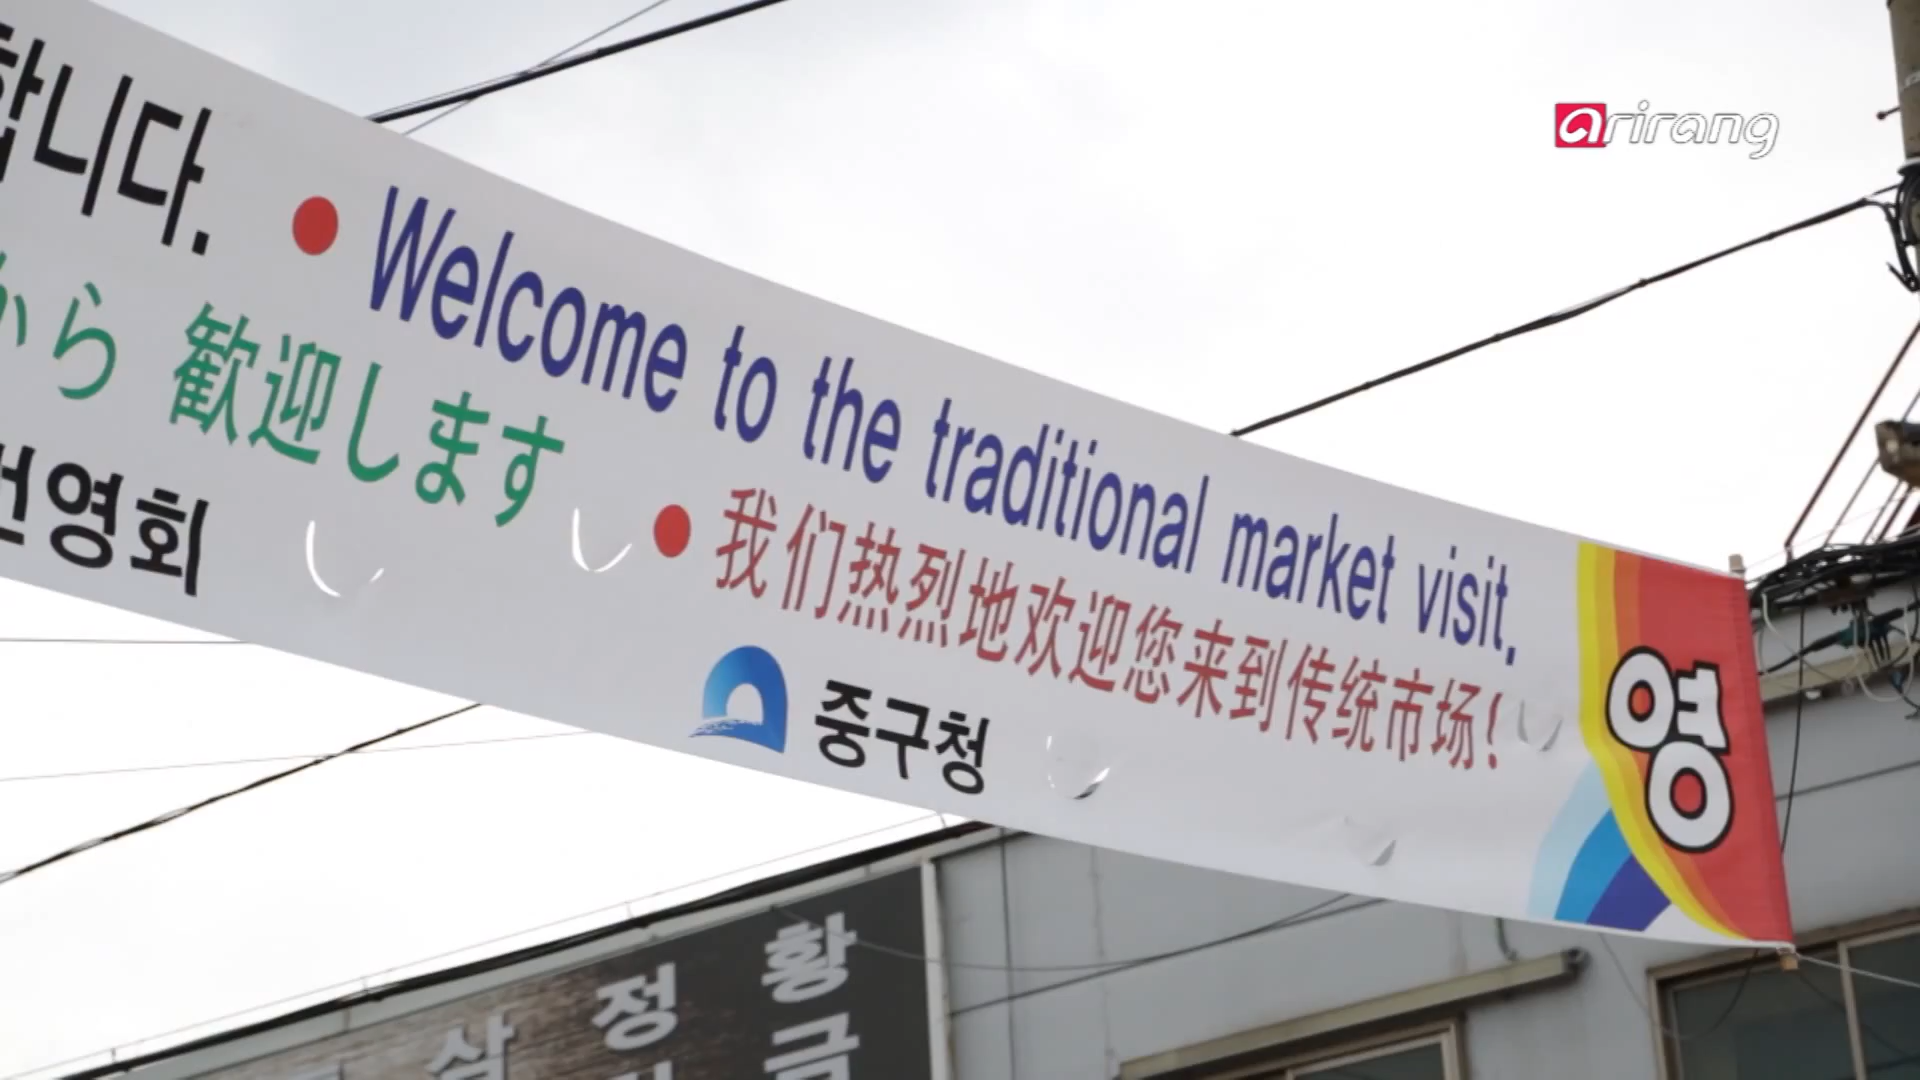 arirang
합니다. ● Welcome to the traditional market visit,
から 歓迎します ● 我们热烈地欢迎您来到传统市场!
번영회 중구청
영
황금
정
삼